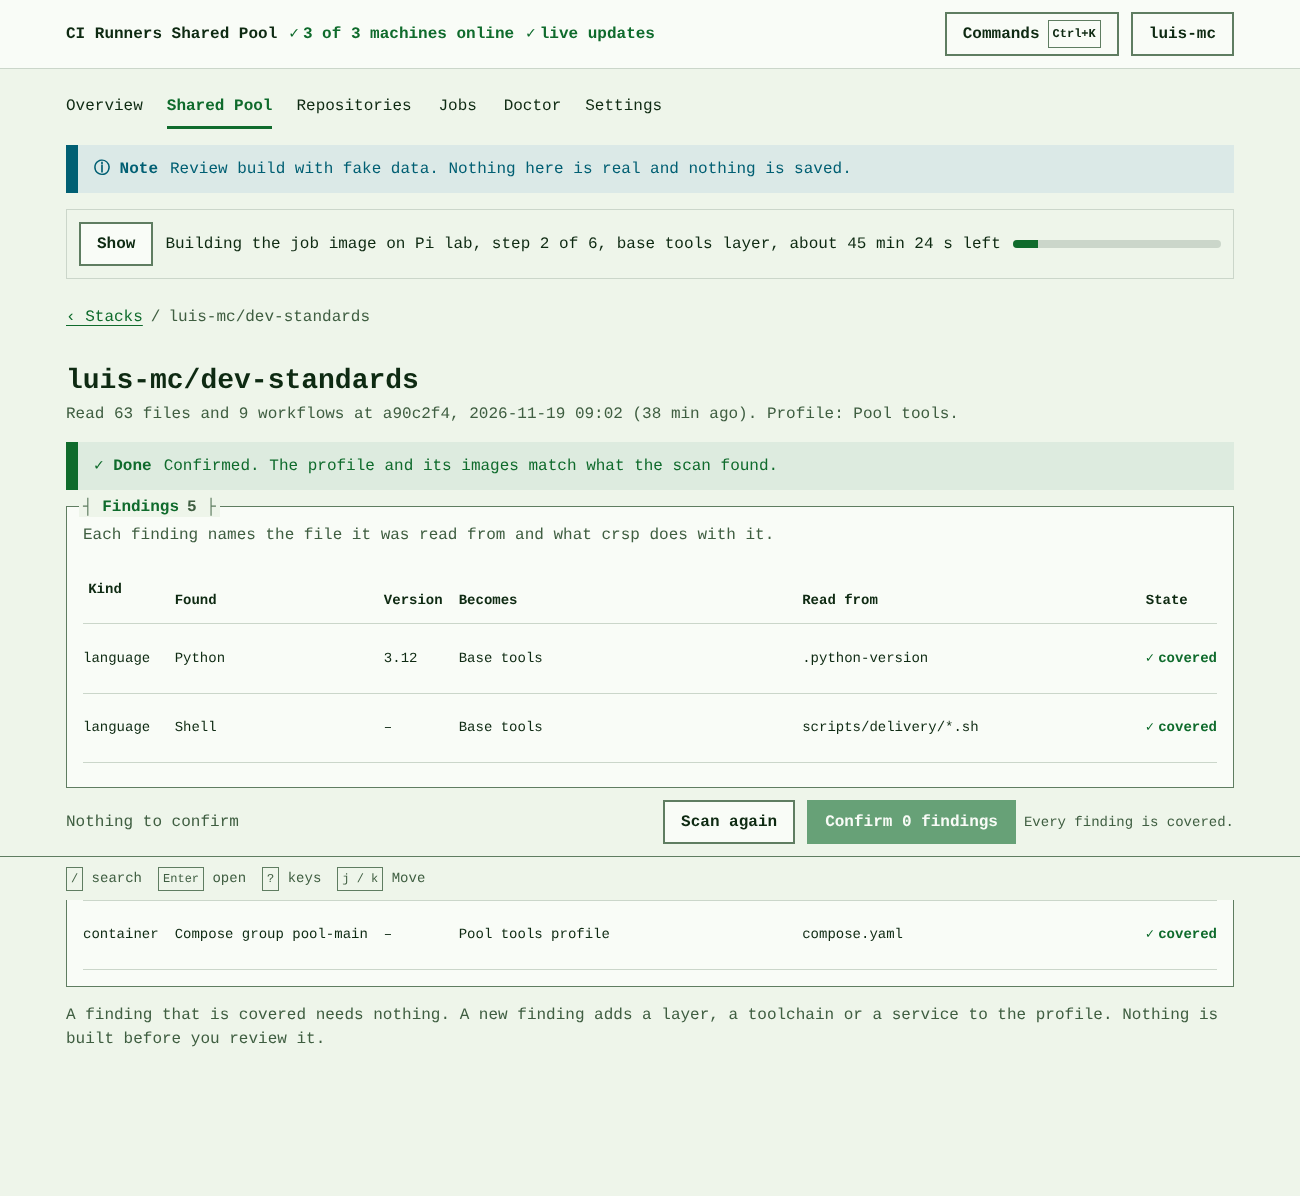 CI Runners Shared Pool ✓ 3 of 3 machines online ✓ live updates
Commands Ctrl+K
luis-mc
Overview Shared Pool Repositories Jobs Doctor Settings
ⓘ Note Review build with fake data. Nothing here is real and nothing is saved.
Show Building the job image on Pi lab, step 2 of 6, base tools layer, about 45 min 24 s left
‹ Stacks / luis-mc/dev-standards
luis-mc/dev-standards
Read 63 files and 9 workflows at a90c2f4, 2026-11-19 09:02 (38 min ago). Profile: Pool tools.
✓ Done Confirmed. The profile and its images match what the scan found.
Findings 5
Each finding names the file it was read from and what crsp does with it.
Kind Found Version Becomes Read from State
language Python 3.12 Base tools .python-version ✓ covered
language Shell – Base tools scripts/delivery/*.sh ✓ covered
Nothing to confirm Scan again Confirm 0 findings Every finding is covered.
/ search Enter open ? keys j / k Move
container Compose group pool-main – Pool tools profile compose.yaml ✓ covered
A finding that is covered needs nothing. A new finding adds a layer, a toolchain or a service to the profile. Nothing is
built before you review it.